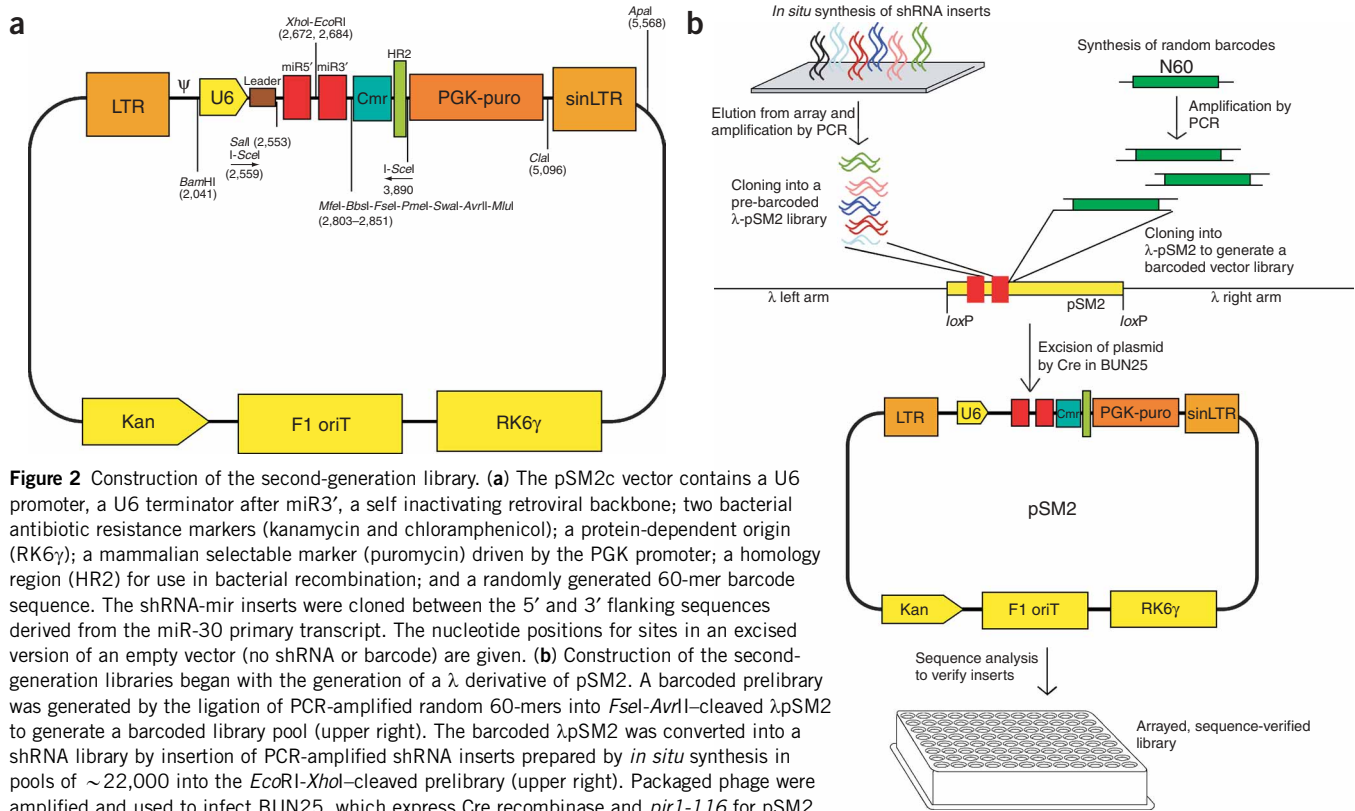 a
XhoI-EcoRI
(2,672, 2,684)
ApaI
(5,568)
HR2
miR5′ miR3′
Leader
LTR
Ψ
U6
Cmr
PGK-puro
sinLTR
SalI (2,553)
I-SceI
(2,559)
BamHI
(2,041)
I-SceI
3,890
ClaI
(5,096)
MfeI-BbsI-FseI-PmeI-SwaI-AvrII-MluI
(2,803–2,851)
Kan
F1 oriT
RK6γ
Figure 2 Construction of the second-generation library. (a) The pSM2c vector contains a U6
promoter, a U6 terminator after miR3′, a self inactivating retroviral backbone; two bacterial
antibiotic resistance markers (kanamycin and chloramphenicol); a protein-dependent origin
(RK6γ); a mammalian selectable marker (puromycin) driven by the PGK promoter; a homology
region (HR2) for use in bacterial recombination; and a randomly generated 60-mer barcode
sequence. The shRNA-mir inserts were cloned between the 5′ and 3′ flanking sequences
derived from the miR-30 primary transcript. The nucleotide positions for sites in an excised
version of an empty vector (no shRNA or barcode) are given. (b) Construction of the second-
generation libraries began with the generation of a λ derivative of pSM2. A barcoded prelibrary
was generated by the ligation of PCR-amplified random 60-mers into FseI-AvrII–cleaved λpSM2
to generate a barcoded library pool (upper right). The barcoded λpSM2 was converted into a
shRNA library by insertion of PCR-amplified shRNA inserts prepared by in situ synthesis in
pools of ~22,000 into the EcoRI-XhoI–cleaved prelibrary (upper right). Packaged phage were
amplified and used to infect BUN25, which express Cre recombinase and pir1-116 for pSM2
b
In situ synthesis of shRNA inserts
Synthesis of random barcodes
N60
Elution from array and
amplification by PCR
Amplification by
PCR
Cloning into a
pre-barcoded
λ-pSM2 library
Cloning into
λ-pSM2 to generate a
barcoded vector library
λ left arm
pSM2
λ right arm
loxP
loxP
Excision of plasmid
by Cre in BUN25
LTR
U6
Cmr
PGK-puro
sinLTR
pSM2
Kan
F1 oriT
RK6γ
Sequence analysis
to verify inserts
Arrayed, sequence-verified
library